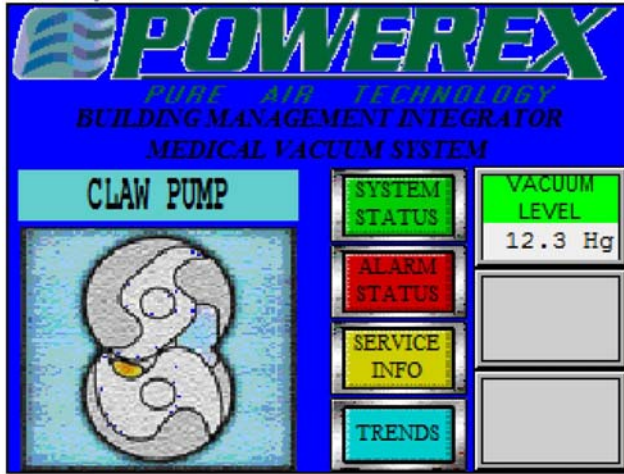 POWEREX
PURE AIR TECHNOLOGY
BUILDING MANAGEMENT INTEGRATOR
MEDICAL VACUUM SYSTEM
CLAW PUMP
SYSTEM
STATUS
VACUUM
LEVEL
12.3 Hg
ALARM
STATUS
SERVICE
INFO
TRENDS